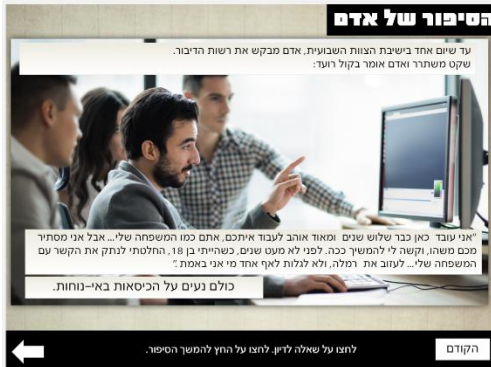 הסיפור של אדם
עד שיום אחד בישיבת הצוות השבועית, אדם מבקש את רשות הדיבור.
שקט משתרר ואדם אומר בקול רועד:
"אני עובד כאן כבר שלוש שנים ומאוד אוהב לעבוד איתכם, אתם כמו המשפחה שלי... אבל אני מסתיר
מכם משהו, וקשה לי להמשיך ככה. לפני לא מעט שנים, כשהייתי בן 18, החלטתי לנתק את הקשר עם
המשפחה שלי... לעזוב את רמלה, ולא לגלות לאף אחד מי אני באמת."
כולם נעים על הכיסאות באי-נוחות.
לחצו על שאלה לדיון. לחצו על החץ להמשך הסיפור.
הקודם